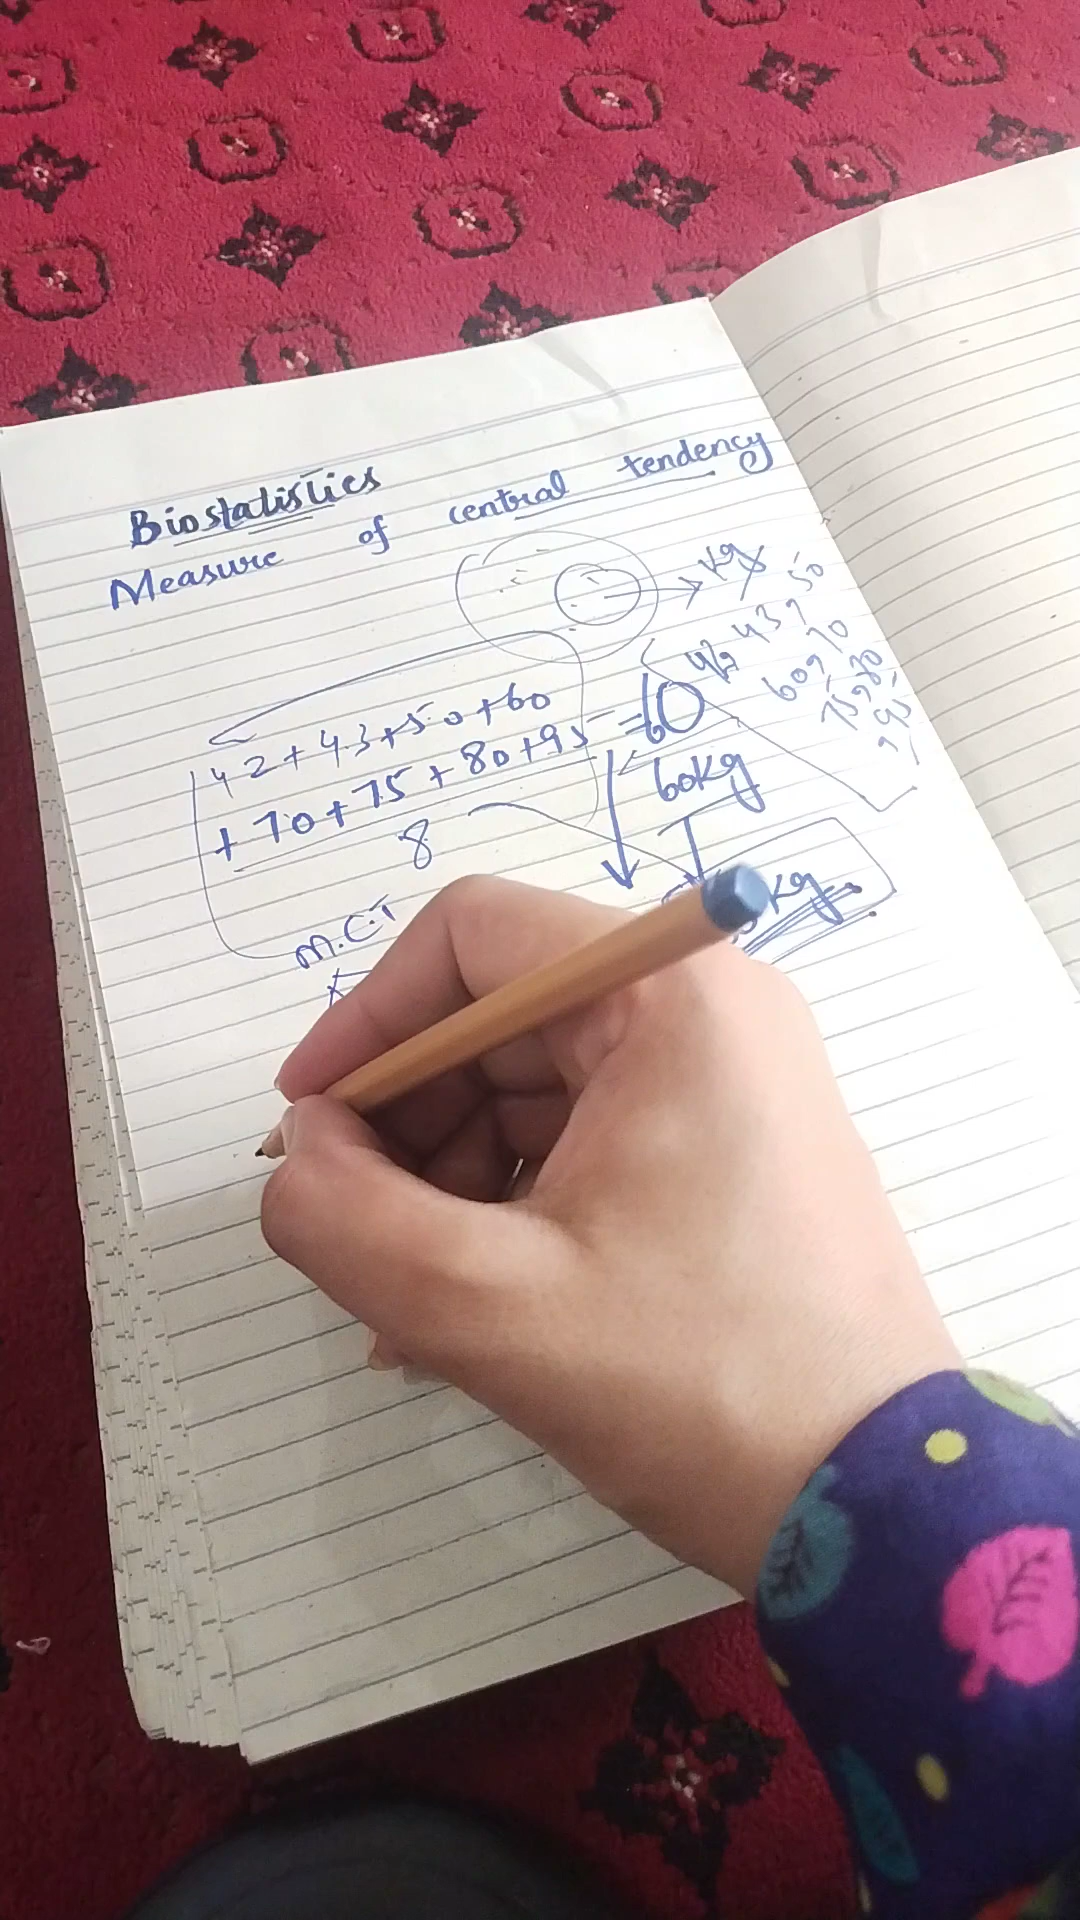 Biostatistics
Measure of central tendency
kg
42, 43, 50
60, 70
75, 80
, 95
42+43+50+60
+70+75+80+95 = 60
8
60kg
kg.
M.C.T